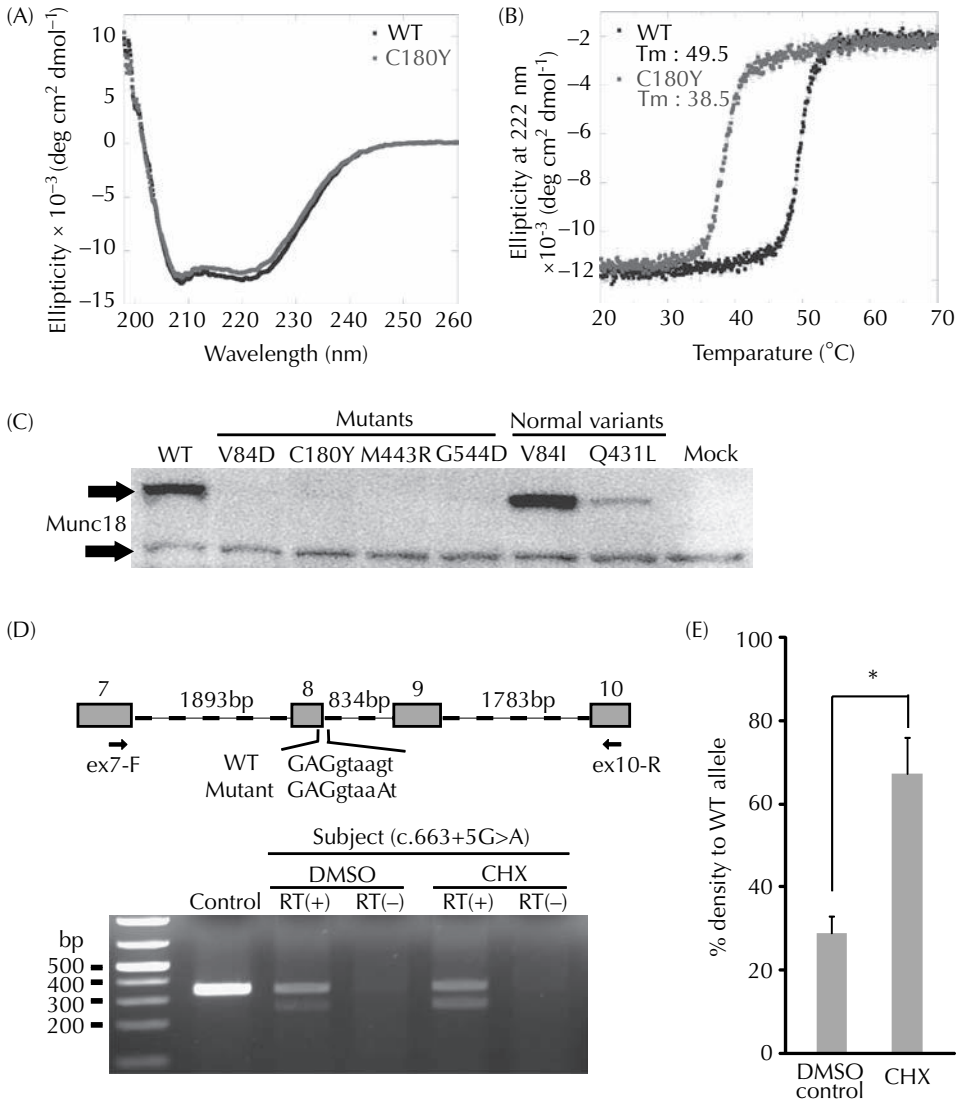 (A)
10
5
0
−5
−10
−15
200 210 220 230 240 250 260
Ellipticity × 10−3 (deg cm2 dmol−1)
Wavelength (nm)
WT
C180Y
(B)
−2
−4
−6
−8
−10
−12
20 30 40 50 60 70
Ellipticity at 222 nm
×10-3 (deg cm2 dmol-1)
Temparature (°C)
WT
Tm : 49.5
C180Y
Tm : 38.5
(C)
Mutants
Normal variants
WT V84D C180Y M443R G544D V84I Q431L Mock
Munc18
(D)
7 8 9 10
1893bp 834bp 1783bp
ex7-F
ex10-R
WT GAGgtaagt
Mutant GAGgtaaAt
Subject (c.663+5G>A)
DMSO CHX
Control RT(+) RT(−) RT(+) RT(−)
bp
500
400
300
200
(E)
100
80
60
40
20
0
% density to WT allele
*
DMSO
control
CHX